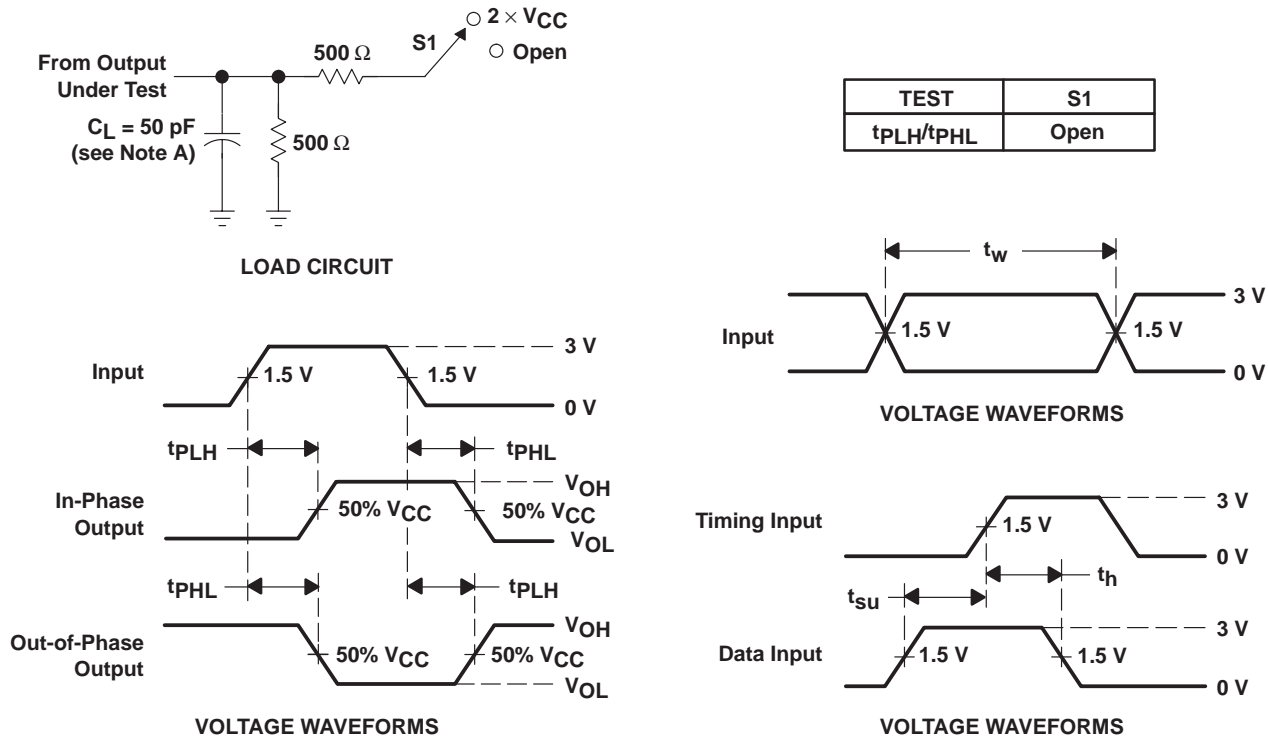 2 × VCC
S1
Open
500 Ω
From Output
Under Test
CL = 50 pF
(see Note A)
500 Ω
LOAD CIRCUIT
TEST S1
tPLH/tPHL Open
tw
3 V
Input
1.5 V 1.5 V
0 V
VOLTAGE WAVEFORMS
3 V
Input
1.5 V 1.5 V
0 V
tPLH tPHL
VOH
In-Phase
Output
50% VCC 50% VCC
VOL
tPHL tPLH
VOH
Out-of-Phase
Output
50% VCC 50% VCC
VOL
VOLTAGE WAVEFORMS
3 V
Timing Input
1.5 V
0 V
th
tsu
3 V
Data Input
1.5 V 1.5 V
0 V
VOLTAGE WAVEFORMS